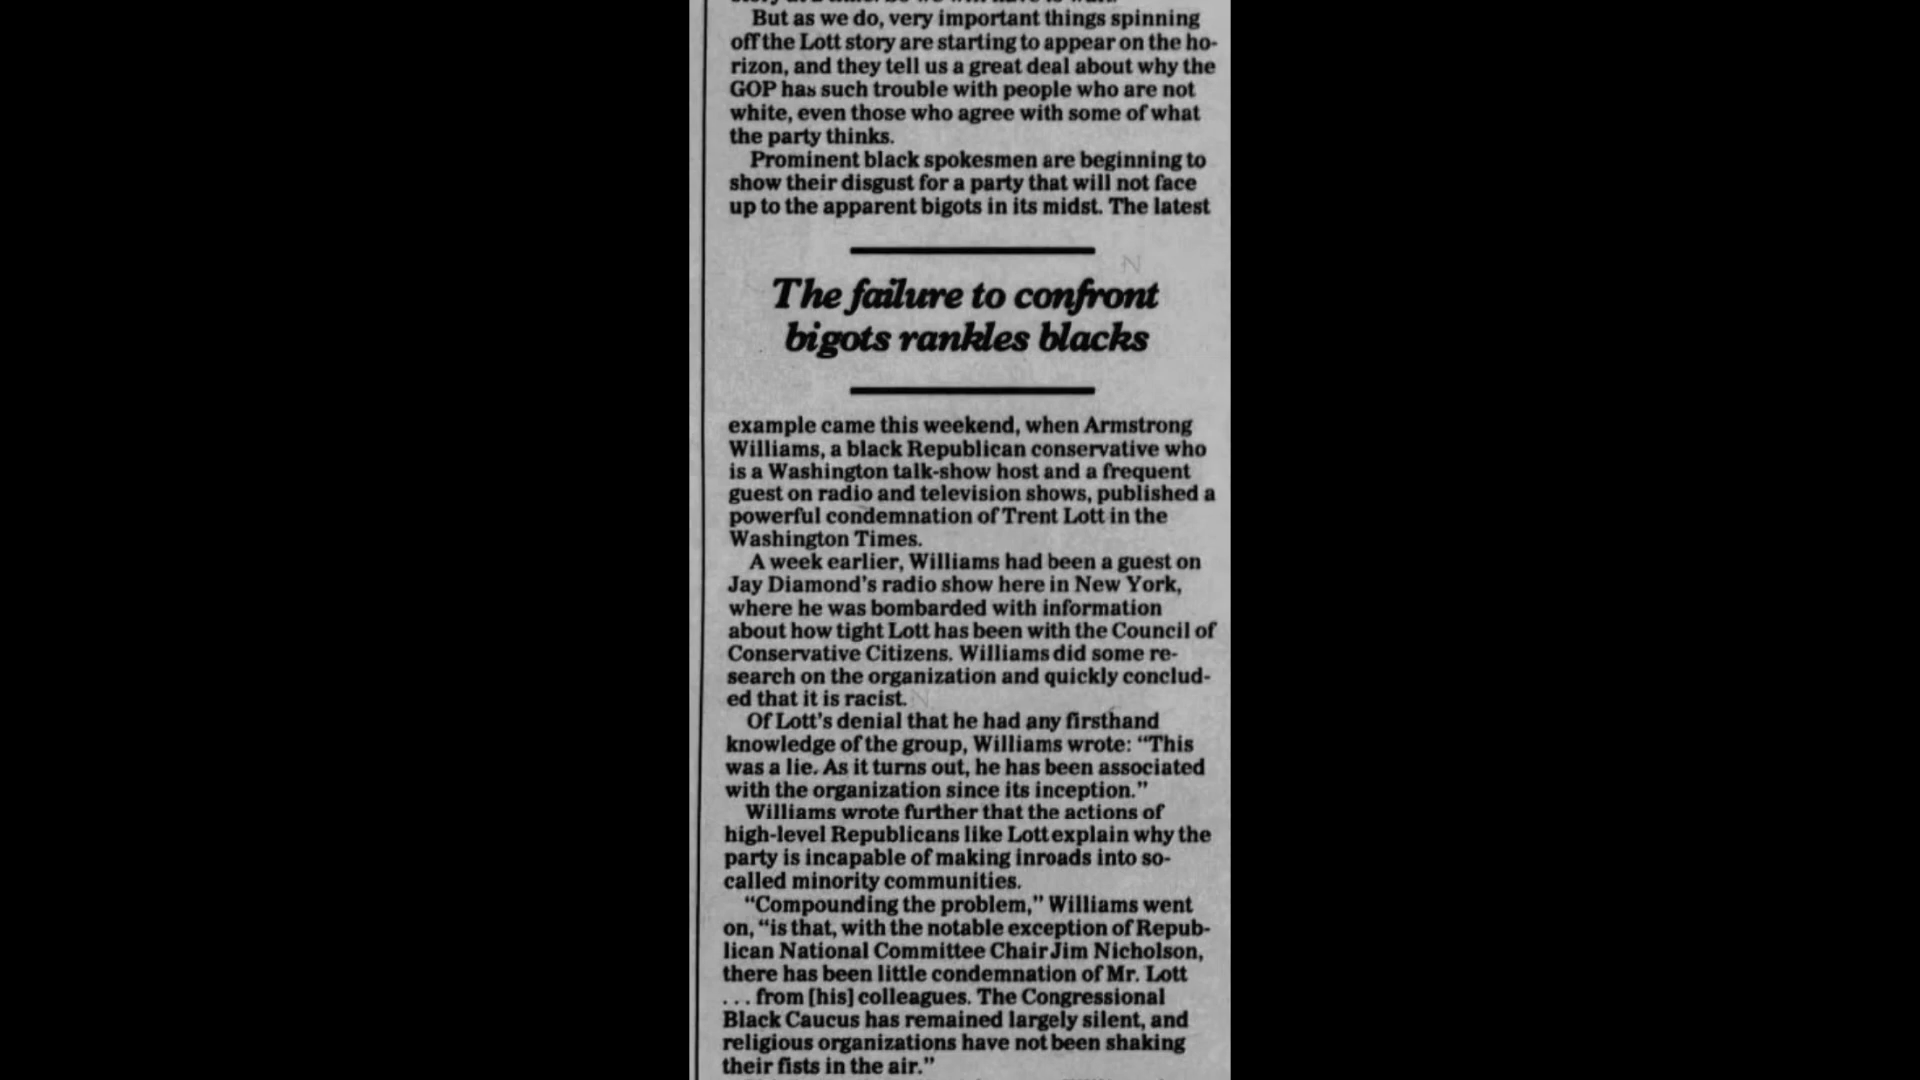 But as we do, very important things spinning
off the Lott story are starting to appear on the ho-
rizon, and they tell us a great deal about why the
GOP has such trouble with people who are not
white, even those who agree with some of what
the party thinks.
Prominent black spokesmen are beginning to
show their disgust for a party that will not face
up to the apparent bigots in its midst. The latest
The failure to confront
bigots rankles blacks
example came this weekend, when Armstrong
Williams, a black Republican conservative who
is a Washington talk-show host and a frequent
guest on radio and television shows, published a
powerful condemnation of Trent Lott in the
Washington Times.
A week earlier, Williams had been a guest on
Jay Diamond's radio show here in New York,
where he was bombarded with information
about how tight Lott has been with the Council of
Conservative Citizens. Williams did some re-
search on the organization and quickly conclud-
ed that it is racist.
Of Lott's denial that he had any firsthand
knowledge of the group, Williams wrote: “This
was a lie. As it turns out, he has been associated
with the organization since its inception.”
Williams wrote further that the actions of
high-level Republicans like Lott explain why the
party is incapable of making inroads into so-
called minority communities.
“Compounding the problem,” Williams went
on, “is that, with the notable exception of Repub-
lican National Committee Chair Jim Nicholson,
there has been little condemnation of Mr. Lott
. . . from [his] colleagues. The Congressional
Black Caucus has remained largely silent, and
religious organizations have not been shaking
their fists in the air.”